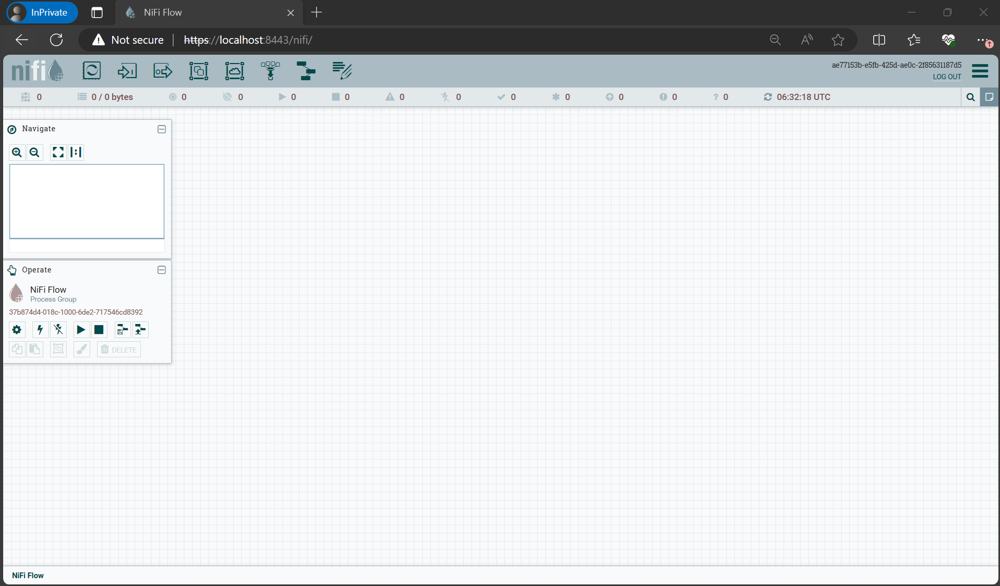 InPrivate
NiFi Flow
Not secure
https://localhost:8443/nifi/
nifi
ae77153b-e5fb-425d-ae0c-2f85631187d5
LOG OUT
0
0 / 0 bytes
0
0
0
0
0
0
0
0
0
0
? 0
06:32:18 UTC
Navigate
Operate
NiFi Flow
Process Group
37b874d4-018c-1000-6de2-717546cd8392
DELETE
NiFi Flow